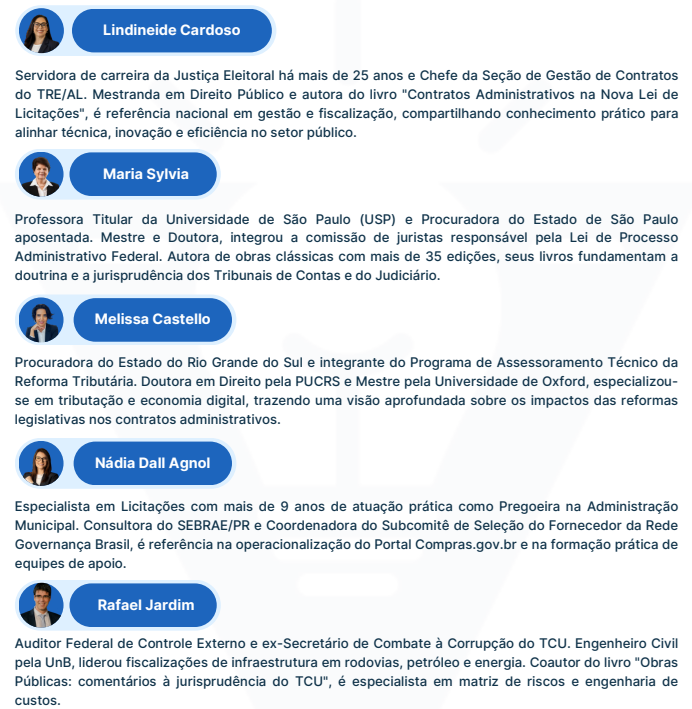 Lindineide Cardoso
Servidora de carreira da Justiça Eleitoral há mais de 25 anos e Chefe da Seção de Gestão de Contratos
do TRE/AL. Mestranda em Direito Público e autora do livro "Contratos Administrativos na Nova Lei de
Licitações", é referência nacional em gestão e fiscalização, compartilhando conhecimento prático para
alinhar técnica, inovação e eficiência no setor público.
Maria Sylvia
Professora Titular da Universidade de São Paulo (USP) e Procuradora do Estado de São Paulo
aposentada. Mestre e Doutora, integrou a comissão de juristas responsável pela Lei de Processo
Administrativo Federal. Autora de obras clássicas com mais de 35 edições, seus livros fundamentam a
doutrina e a jurisprudência dos Tribunais de Contas e do Judiciário.
Melissa Castello
Procuradora do Estado do Rio Grande do Sul e integrante do Programa de Assessoramento Técnico da
Reforma Tributária. Doutora em Direito pela PUCRS e Mestre pela Universidade de Oxford, especializou-
se em tributação e economia digital, trazendo uma visão aprofundada sobre os impactos das reformas
legislativas nos contratos administrativos.
Nádia Dall Agnol
Especialista em Licitações com mais de 9 anos de atuação prática como Pregoeira na Administração
Municipal. Consultora do SEBRAE/PR e Coordenadora do Subcomitê de Seleção do Fornecedor da Rede
Governança Brasil, é referência na operacionalização do Portal Compras.gov.br e na formação prática de
equipes de apoio.
Rafael Jardim
Auditor Federal de Controle Externo e ex-Secretário de Combate à Corrupção do TCU. Engenheiro Civil
pela UnB, liderou fiscalizações de infraestrutura em rodovias, petróleo e energia. Coautor do livro "Obras
Públicas: comentários à jurisprudência do TCU", é especialista em matriz de riscos e engenharia de
custos.